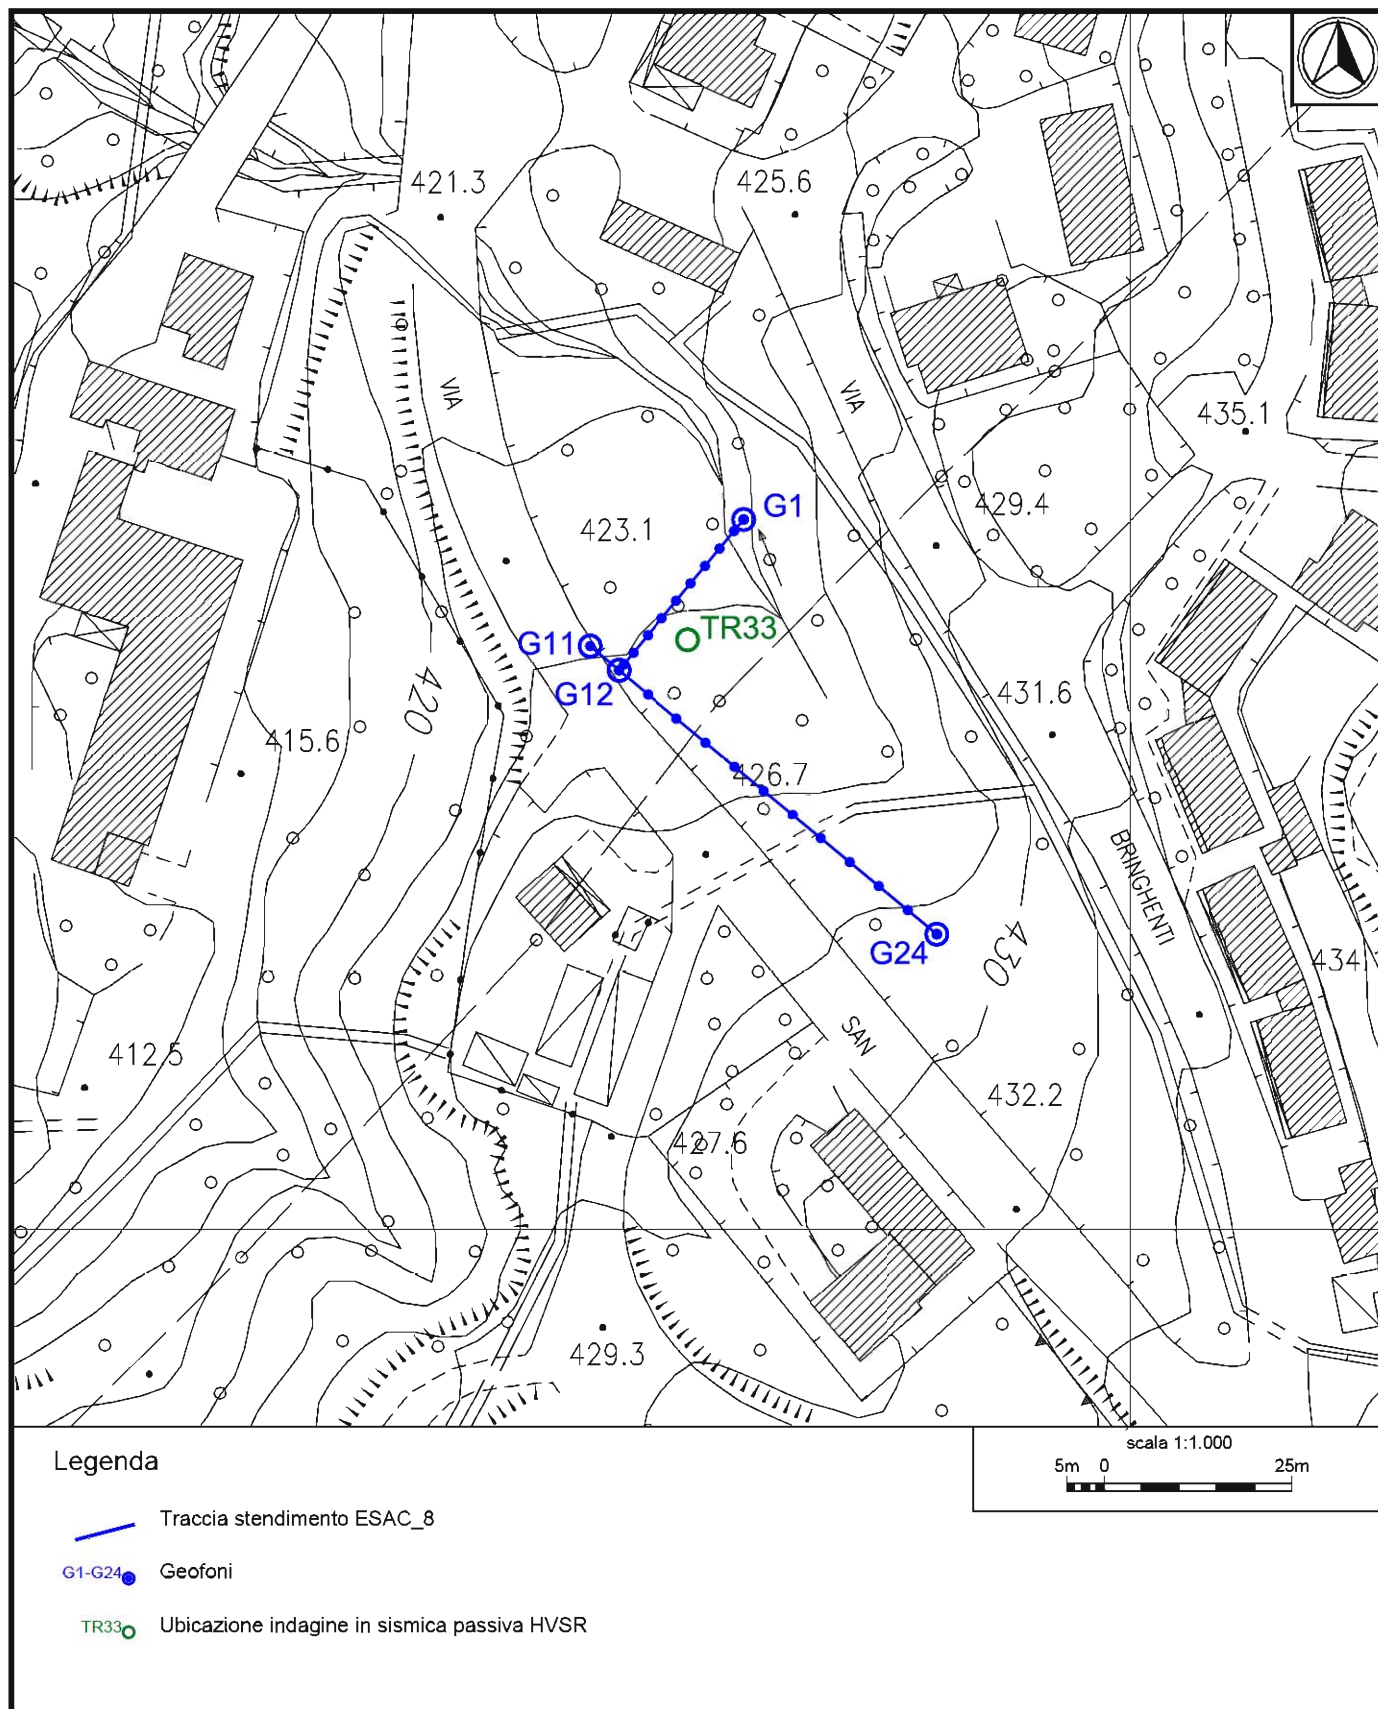 421.3
425.6
VIA
VIA
435.1
429.4
423.1
G1
TR33
G11
G12
420
415.6
431.6
426.7
BRINGHENTI
G24
430
434.
SAN
412.5
432.2
427.6
429.3
scala 1:1.000
5m 0 25m
Legenda
Traccia stendimento ESAC_8
G1-G24 Geofoni
TR33 Ubicazione indagine in sismica passiva HVSR